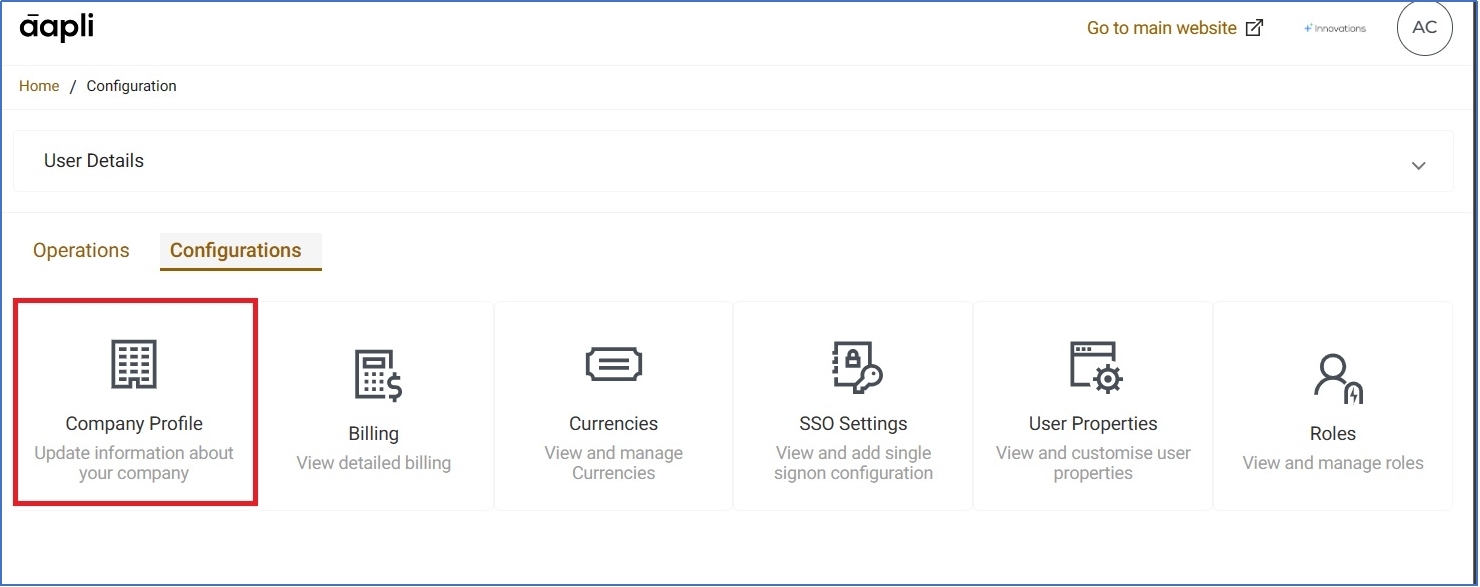 āapli
Go to main website
Innovations
AC
Home / Configuration
User Details
Operations
Configurations
Company Profile
Update information about
your company
Billing
View detailed billing
Currencies
View and manage
Currencies
SSO Settings
View and add single
signon configuration
User Properties
View and customise user
properties
Roles
View and manage roles